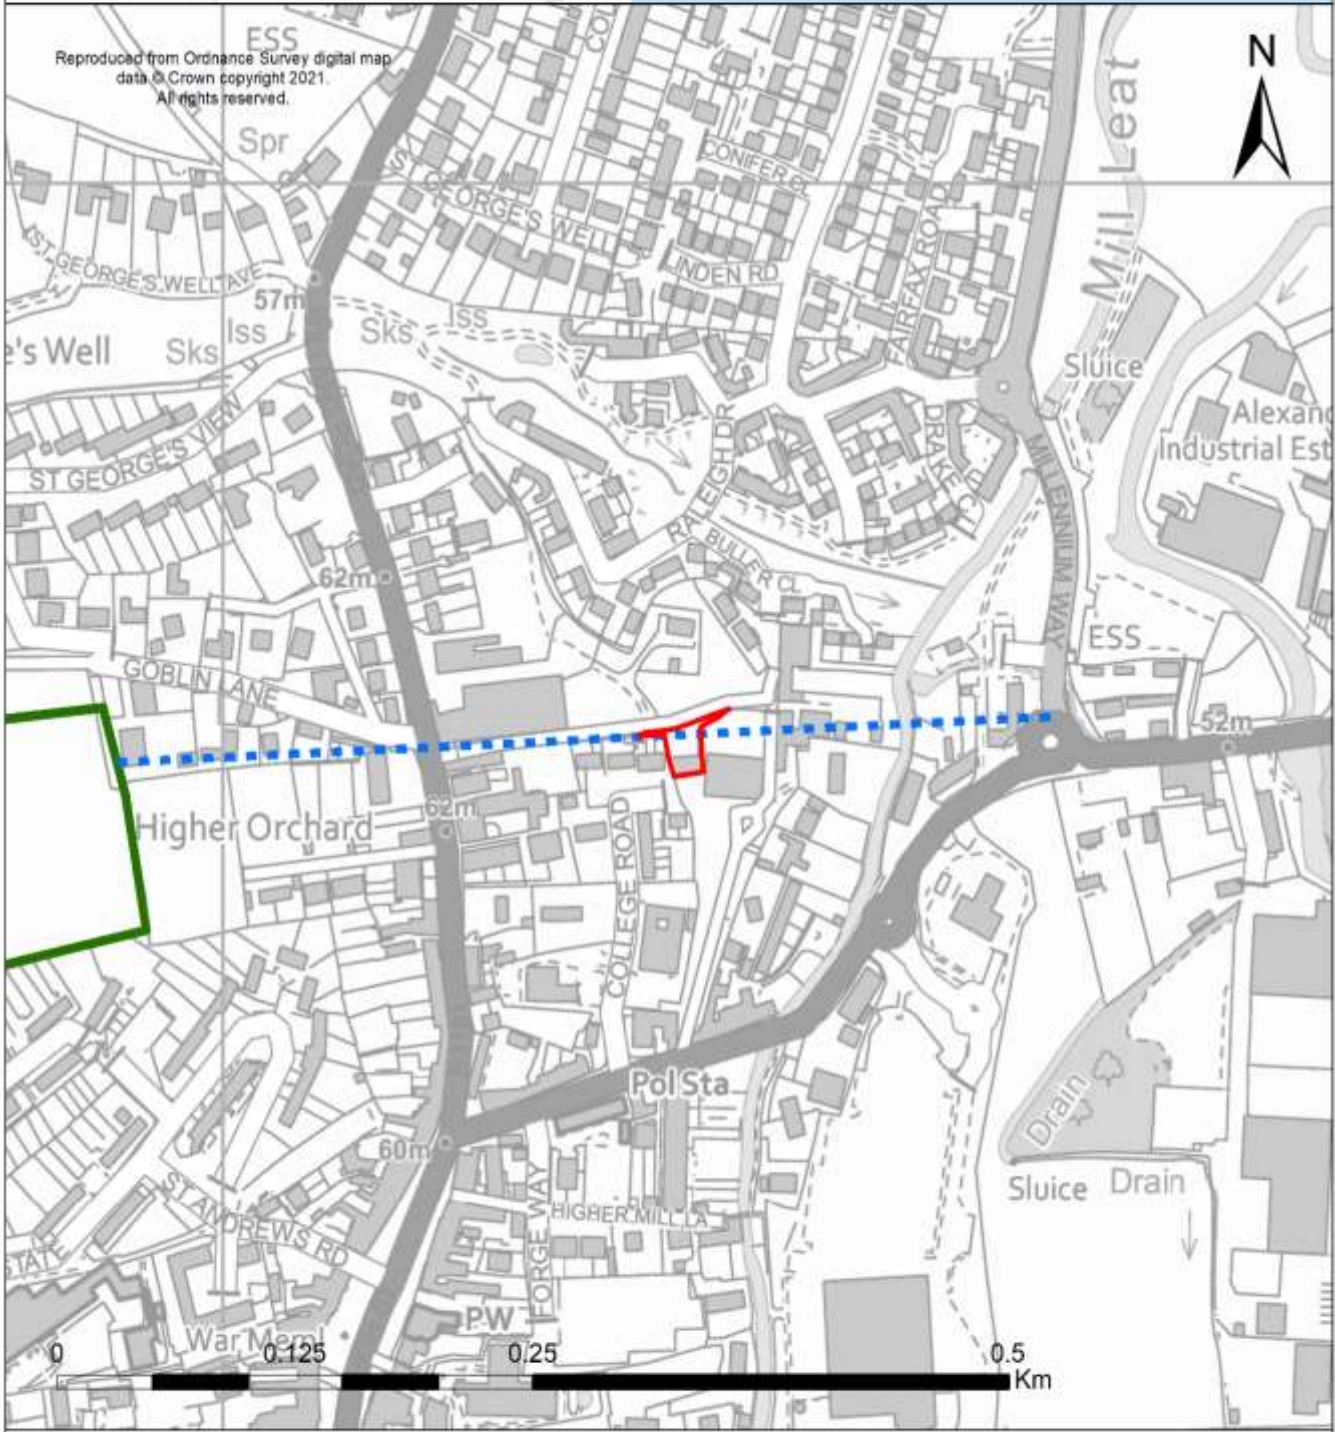 ESS
Reproduced from Ordnance Survey digital map
data © Crown copyright 2021.
All rights reserved.
N
Mill Leat
Spr
CONIFER CL
ST GEORGE'S WELL
FAIRFAX ROAD
ST GEORGE'S WELL AVE
LINDEN RD
57m
Iss
Iss
Sks
Sks
e's Well
Sluice
Alexan
Industrial Est
ST GEORGE'S VIEW
RALEIGH DR
DRAKE
MILLENNIUM WAY
BULLER CL
62m
ESS
GOBLIN LANE
52m
62m
Higher Orchard
COLLEGE ROAD
Pol Sta
Drain
60m
Sluice
Drain
ST ANDREWS RD
FORGE WAY
HIGHER MILL LA
STATE
PW
War Meml
0
0.125
0.25
0.5
Km